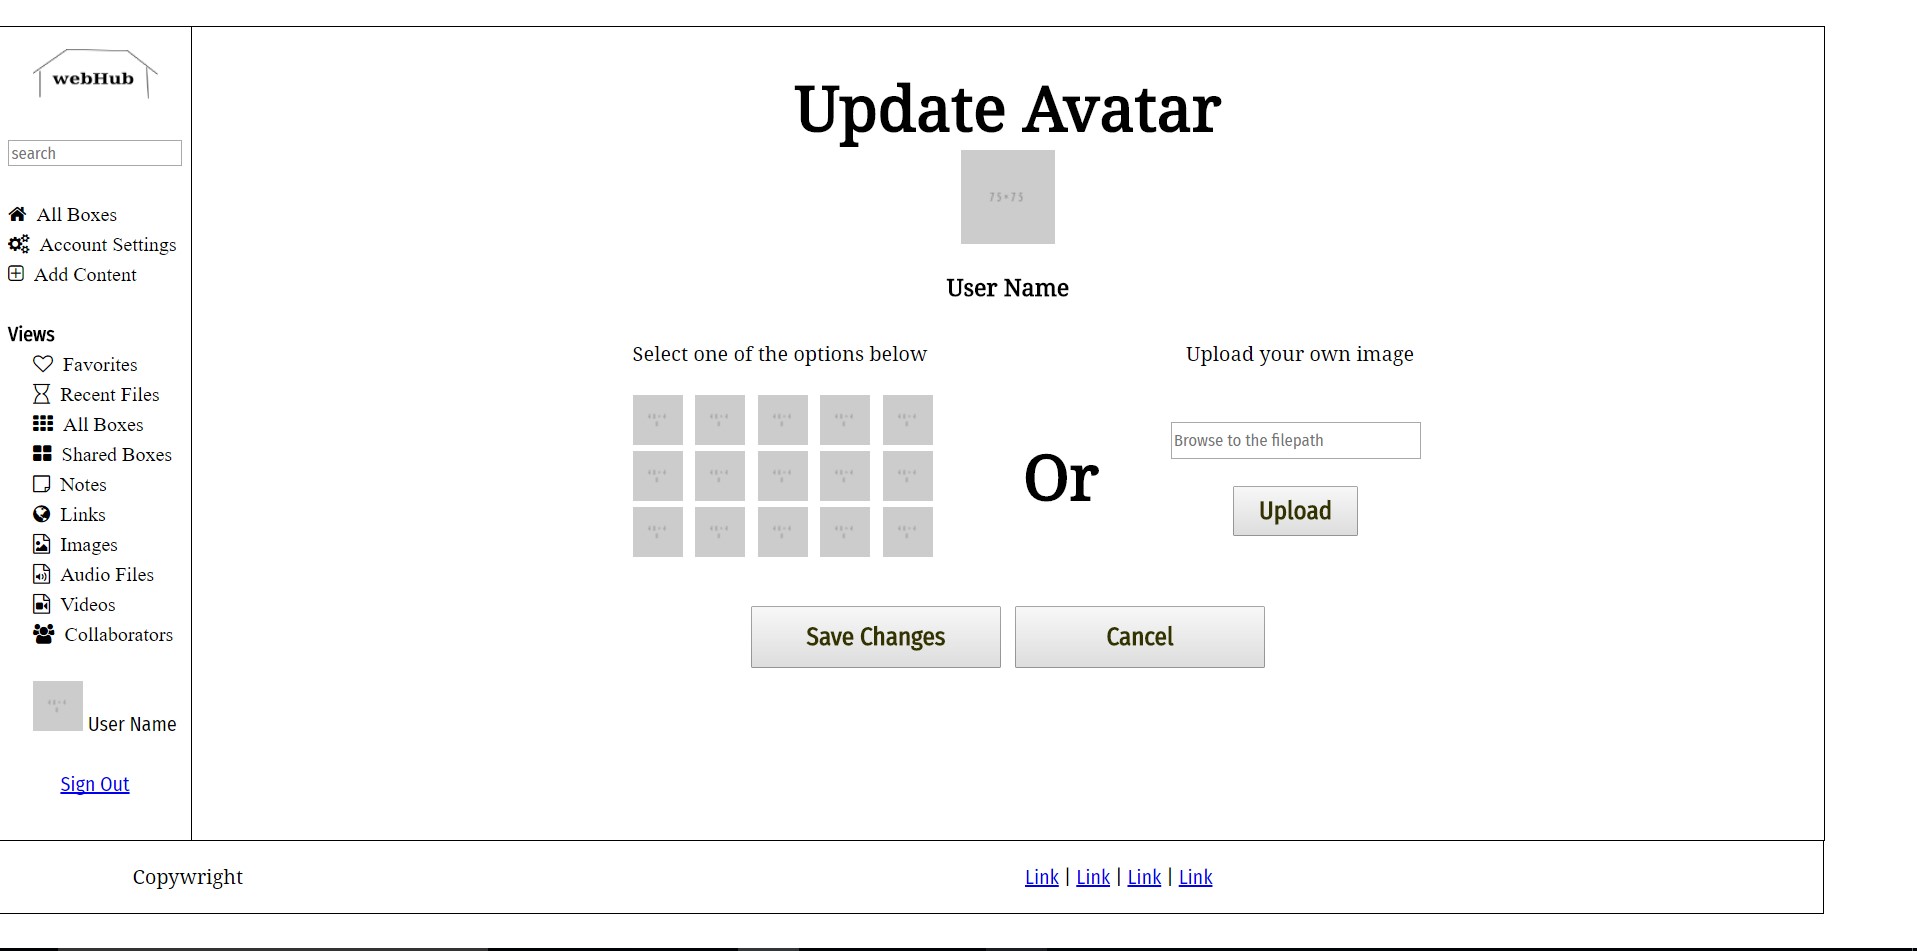 webHub
search
All Boxes
Account Settings
Add Content
Views
Favorites
Recent Files
All Boxes
Shared Boxes
Notes
Links
Images
Audio Files
Videos
Collaborators
User Name
Sign Out
Update Avatar
75×75
User Name
Select one of the options below
Or
Upload your own image
Browse to the filepath
Upload
Save Changes
Cancel
Copywright
Link | Link | Link | Link